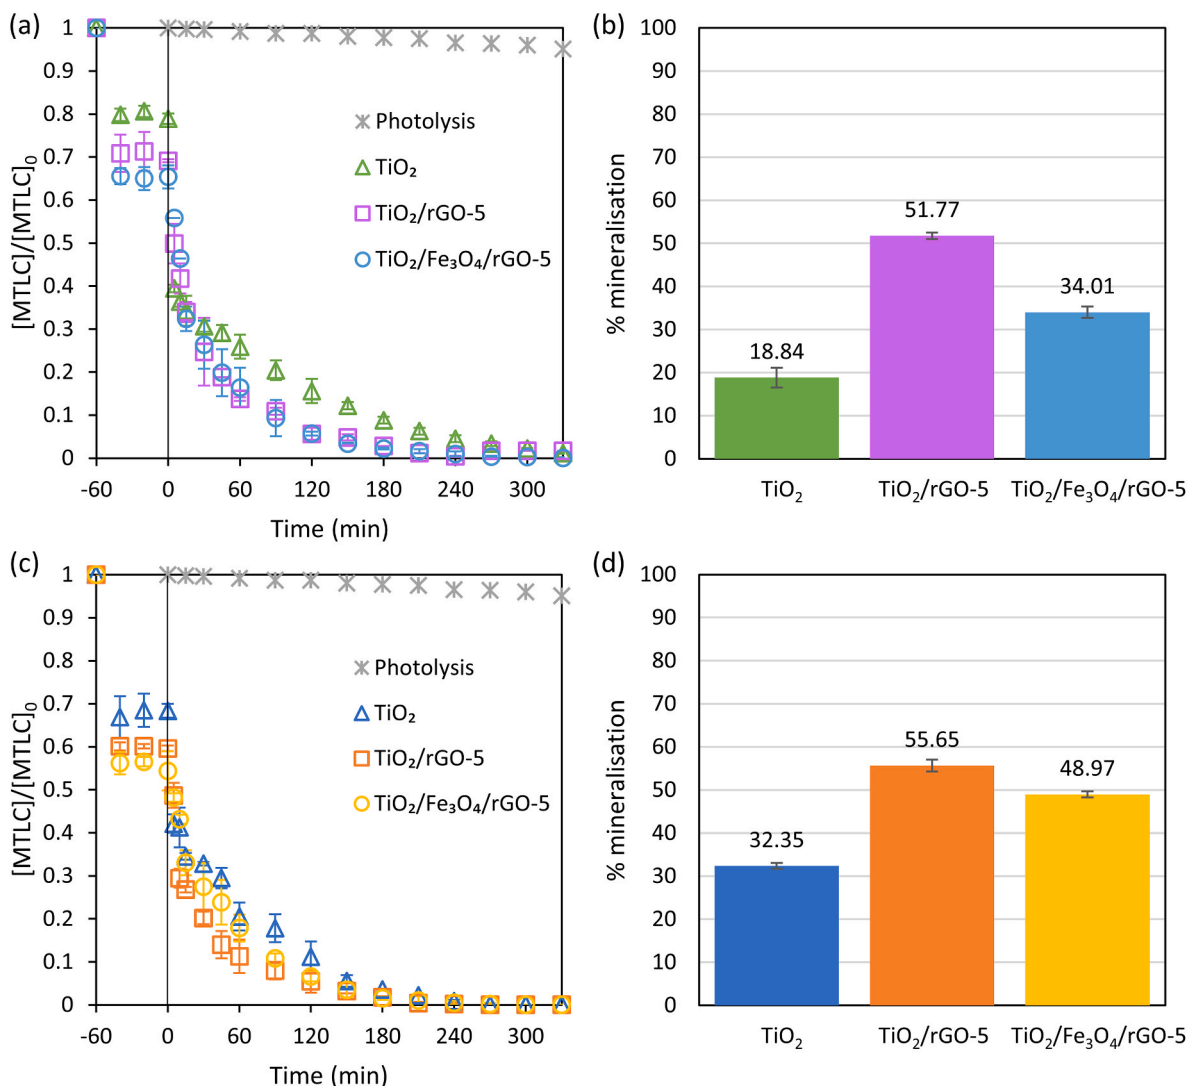 (a)
1
0.9
0.8
0.7
0.6
0.5
0.4
0.3
0.2
0.1
0
[MTLC]/[MTLC]₀
Photolysis
TiO₂
TiO₂/rGO-5
TiO₂/Fe₃O₄/rGO-5
-60 0 60 120 180 240 300
Time (min)
(b)
100
90
80
70
60
50
40
30
20
10
0
% mineralisation
18.84
51.77
34.01
TiO₂ TiO₂/rGO-5 TiO₂/Fe₃O₄/rGO-5
(c)
1
0.9
0.8
0.7
0.6
0.5
0.4
0.3
0.2
0.1
0
[MTLC]/[MTLC]₀
Photolysis
TiO₂
TiO₂/rGO-5
TiO₂/Fe₃O₄/rGO-5
-60 0 60 120 180 240 300
Time (min)
(d)
100
90
80
70
60
50
40
30
20
10
0
% mineralisation
32.35
55.65
48.97
TiO₂ TiO₂/rGO-5 TiO₂/Fe₃O₄/rGO-5